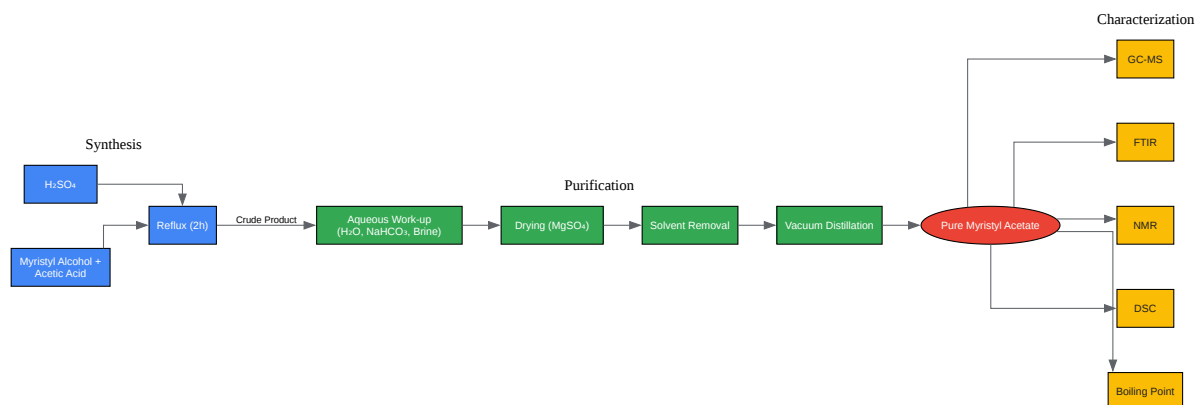 Characterization
GC-MS
Synthesis
FTIR
H₂SO₄
Purification
Reflux (2h)
Crude Product
Aqueous Work-up
(H₂O, NaHCO₃, Brine)
Drying (MgSO₄)
Solvent Removal
Vacuum Distillation
Pure Myristyl Acetate
NMR
Myristyl Alcohol +
Acetic Acid
DSC
Boiling Point